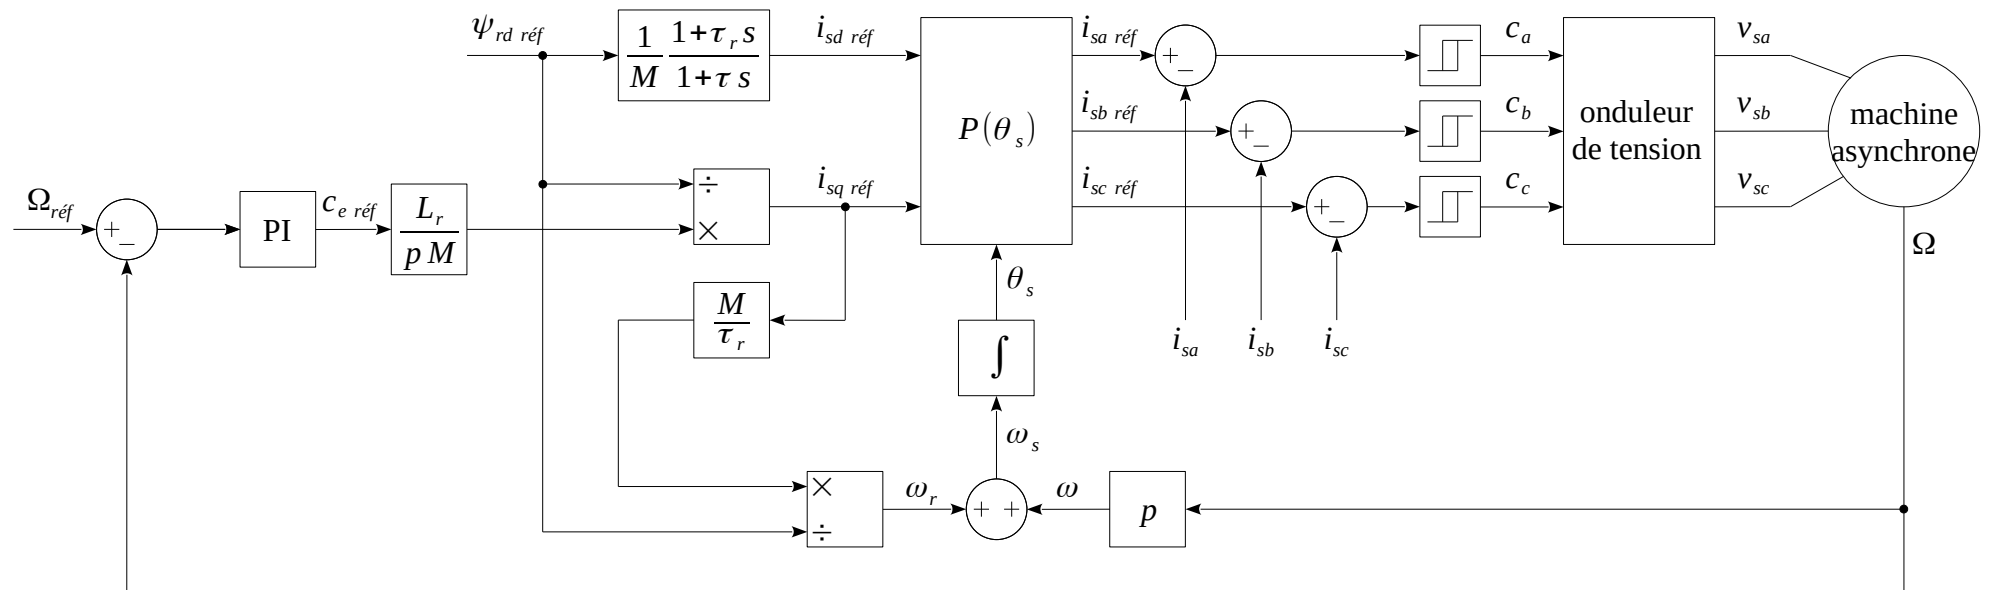 ψrd réf
1/M (1+τr s)/(1+τ s)
isd réf
P(θs)
isa réf
+
−
ca
onduleur
de tension
vsa
machine
asynchrone
isb réf
+
−
cb
vsb
Ωréf
+
−
PI
ce réf
Lr/(p M)
÷
×
isq réf
isc réf
+
−
cc
vsc
Ω
M/τr
θs
∫
isa
isb
isc
ωs
×
÷
ωr
+ +
ω
p